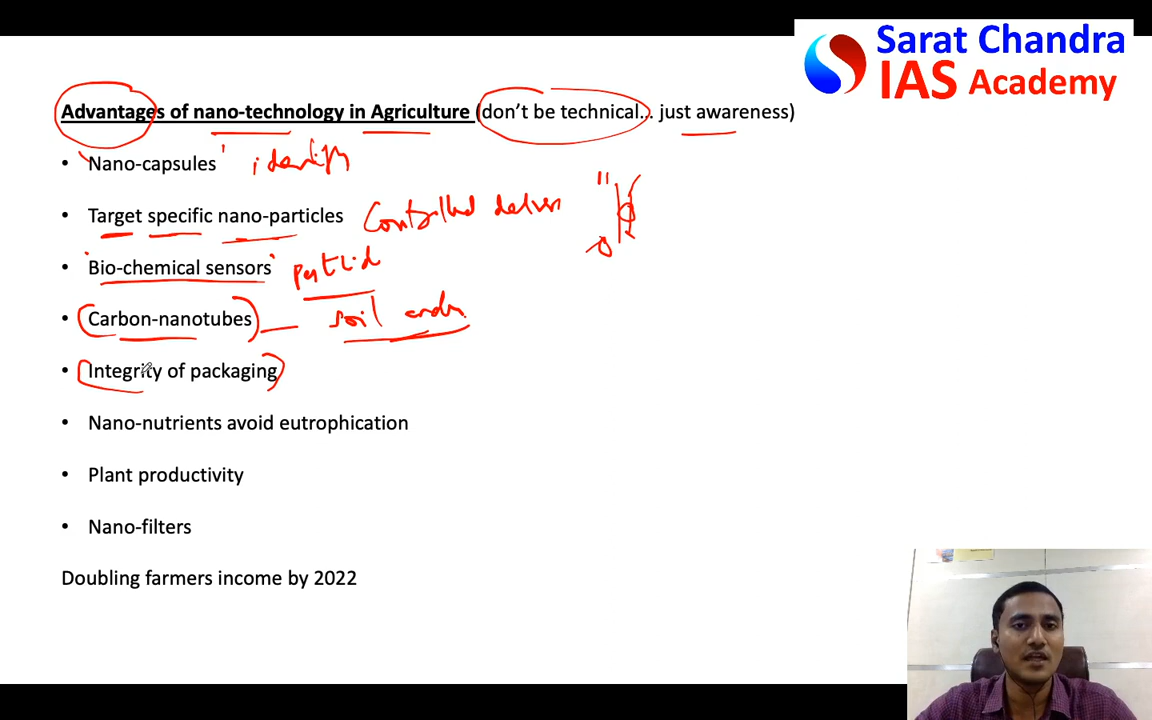 Sarat Chandra
IAS Academy
Advantages of nano-technology in Agriculture (don't be technical... just awareness)
• 'Nano-capsules' identify
• Target specific nano-particles Controlled
• 'Bio-chemical sensors'
• (Carbon-nanotubes) — soil
• (Integrity of packaging)
• Nano-nutrients avoid eutrophication
• Plant productivity
• Nano-filters
Doubling farmers income by 2022